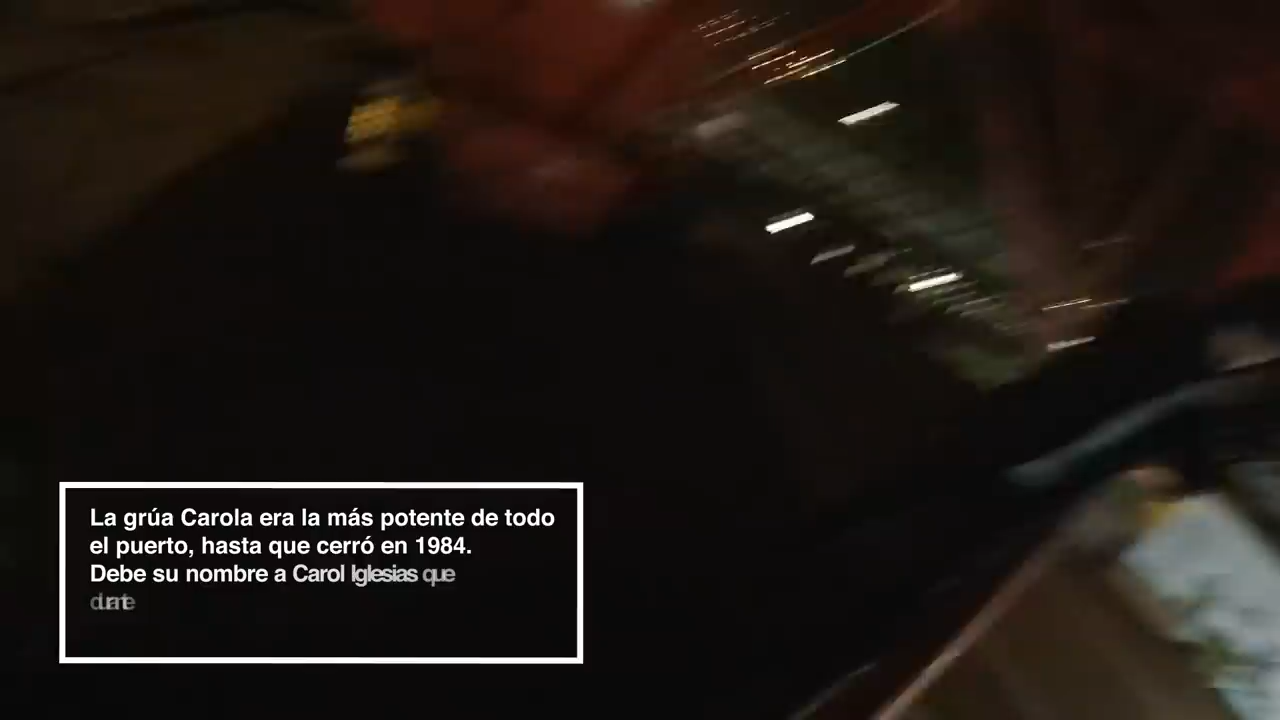 La grúa Carola era la más potente de todo
el puerto, hasta que cerró en 1984.
Debe su nombre a Carol Iglesias que
durante